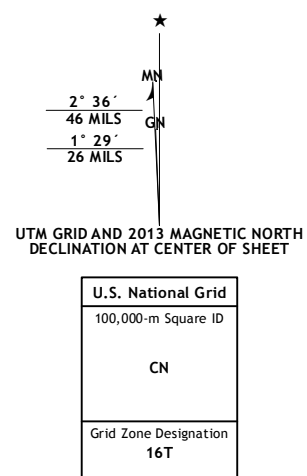 MN
2° 36´
46 MILS
GN
1° 29´
26 MILS
UTM GRID AND 2013 MAGNETIC NORTH
DECLINATION AT CENTER OF SHEET
U.S. National Grid
100,000-m Square ID
CN
Grid Zone Designation
16T